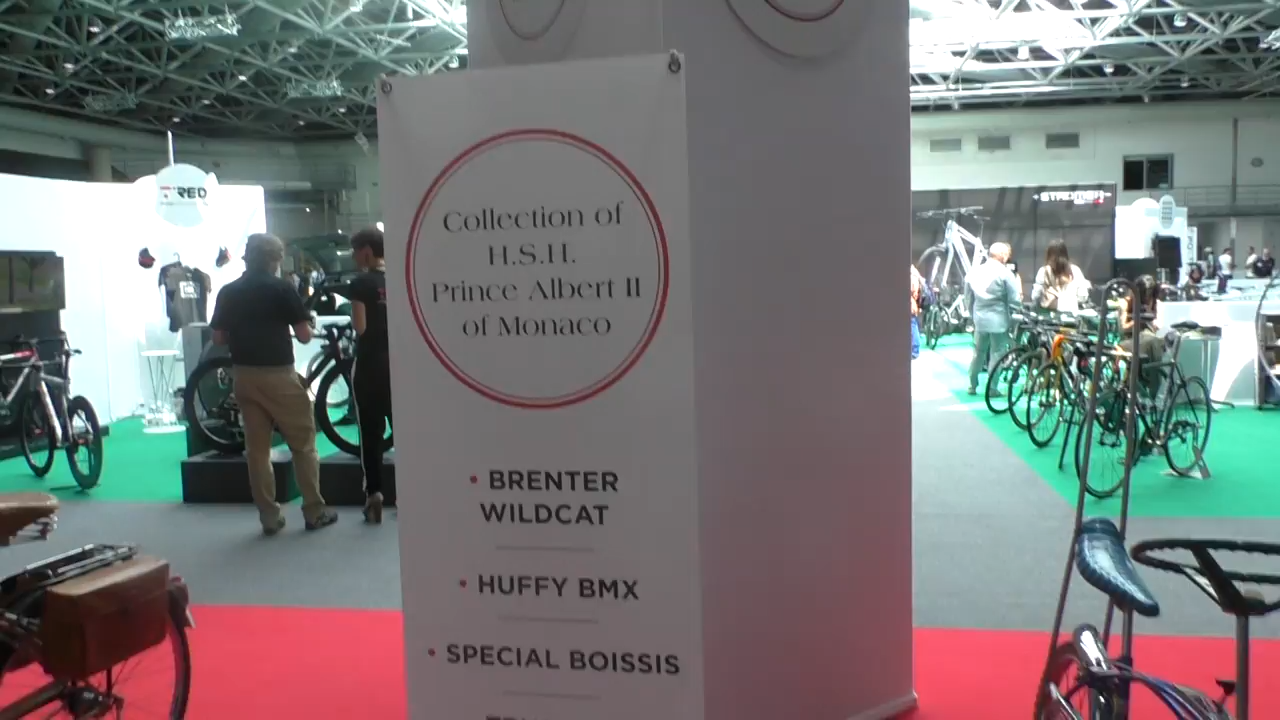 RED
Collection of
H.S.H.
Prince Albert II
of Monaco
• BRENTER
WILDCAT
• HUFFY BMX
• SPECIAL BOISSIS